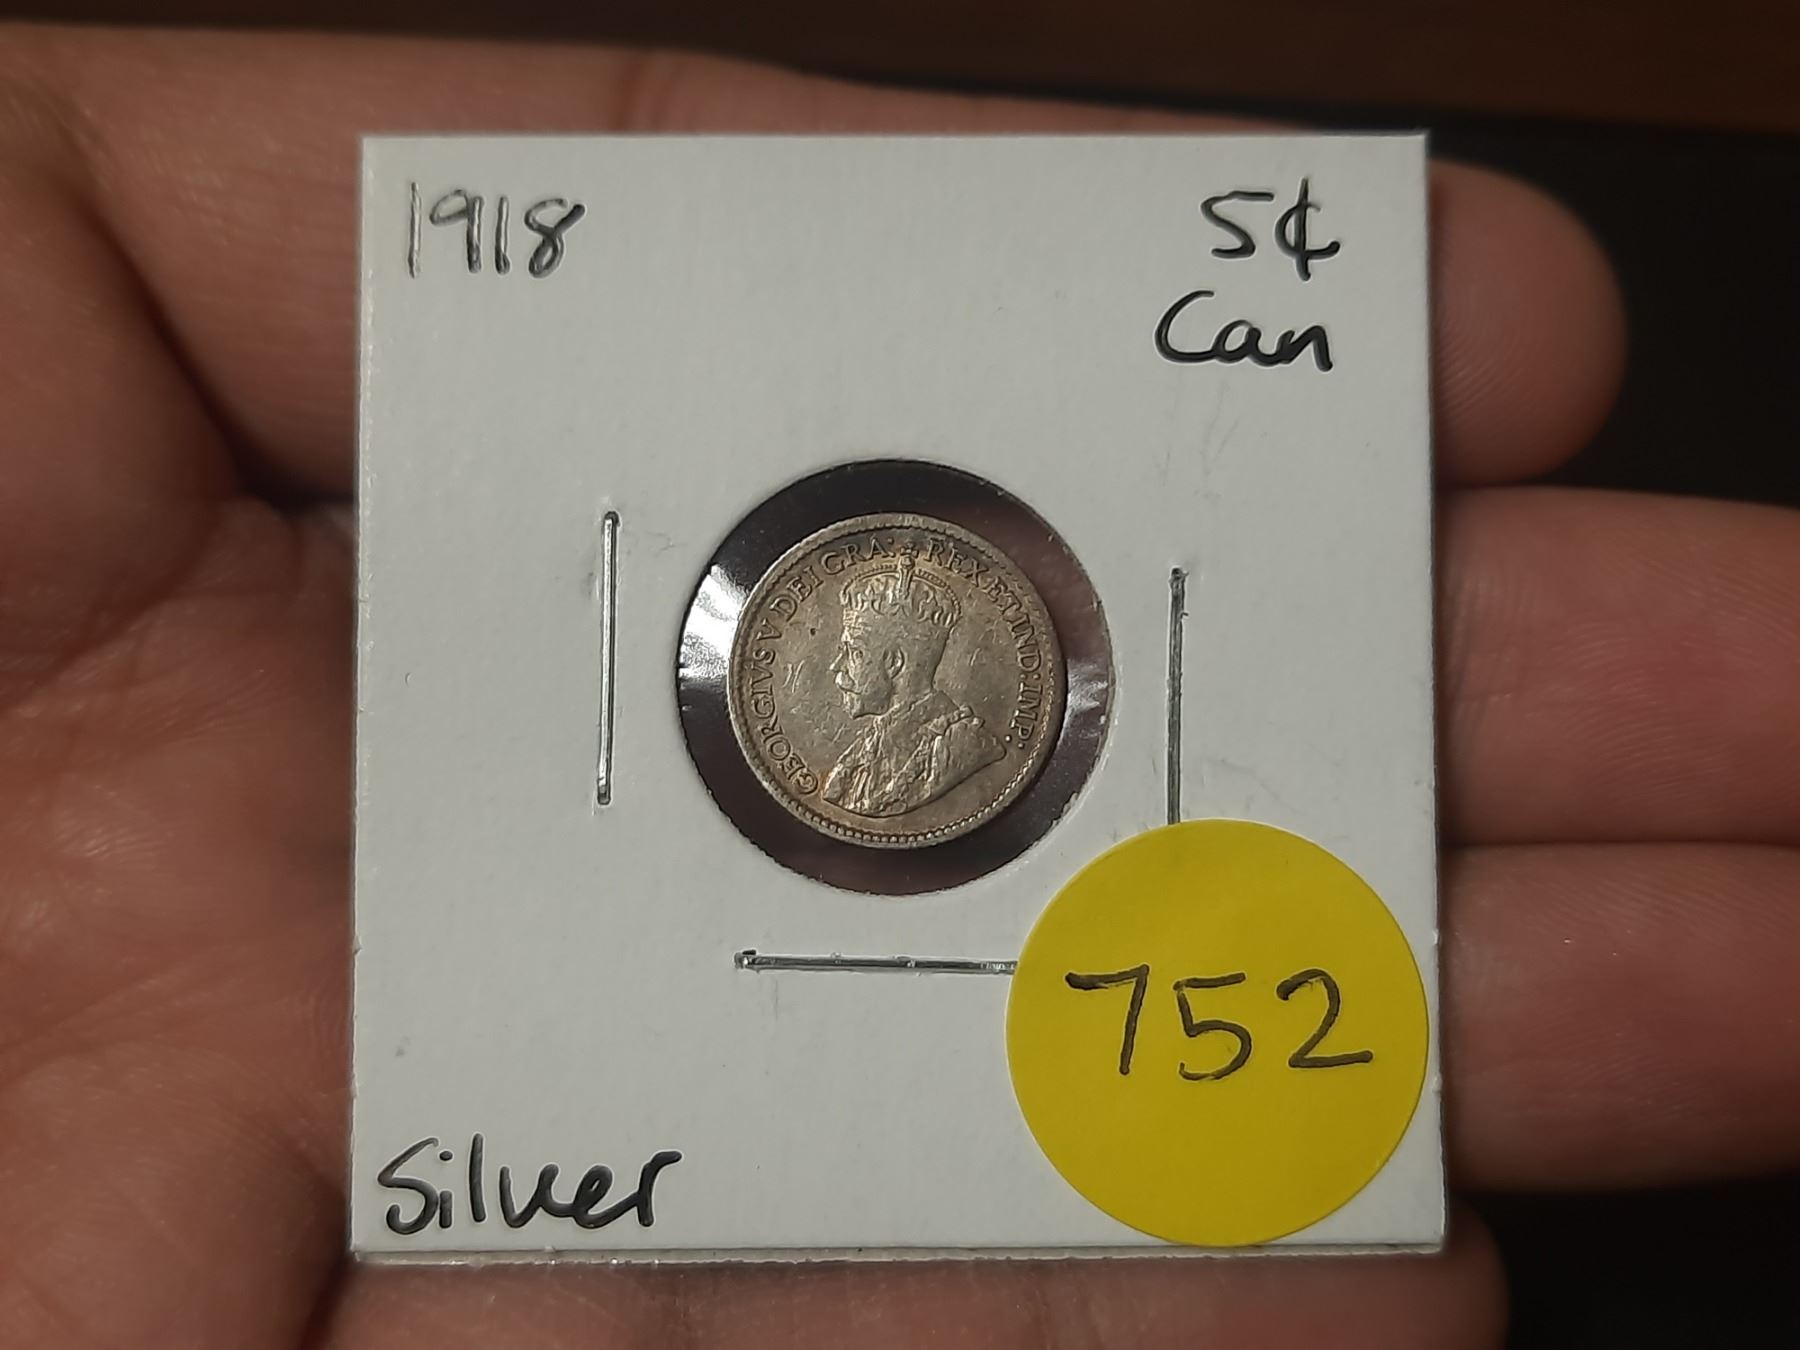 1918
5¢
Can
GEORGIVS V DEI GRA: REX ET IND: IMP:
752
Silver